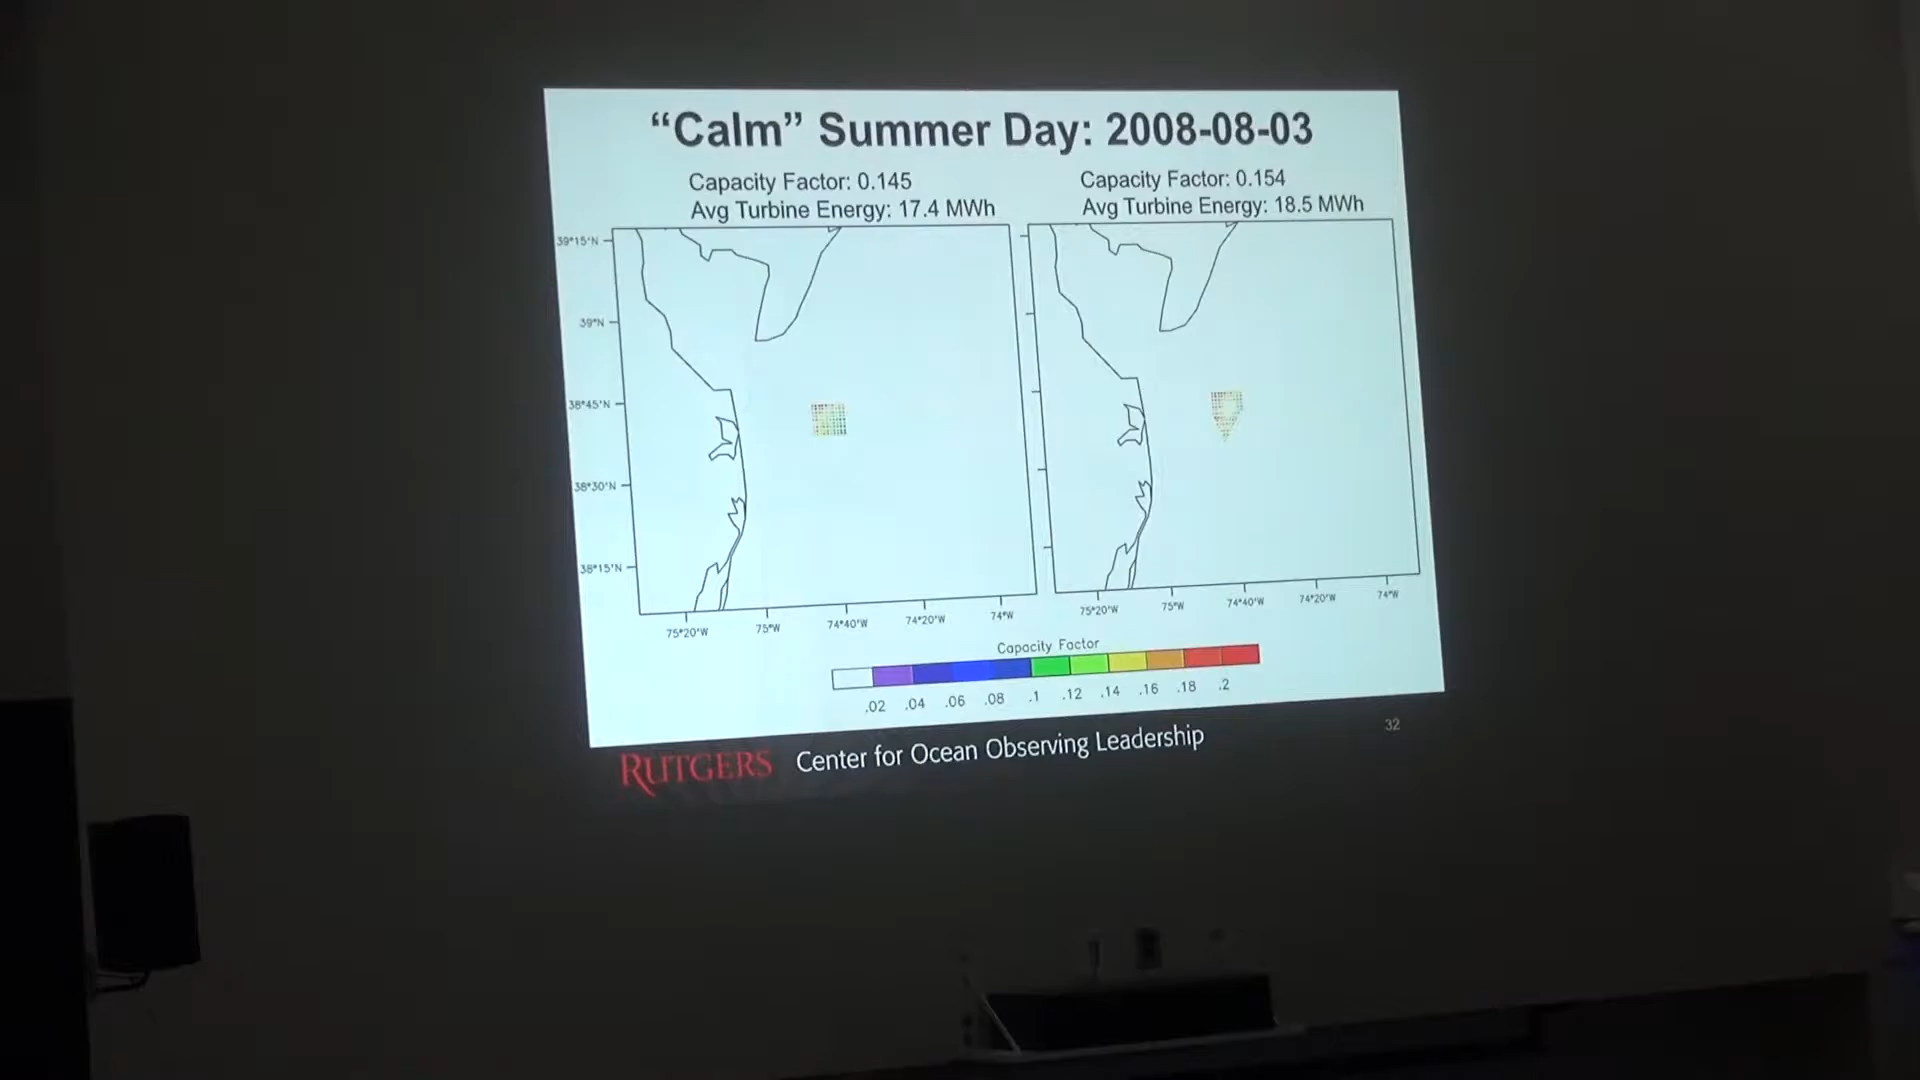 “Calm” Summer Day: 2008-08-03
Capacity Factor: 0.145
Avg Turbine Energy: 17.4 MWh
Capacity Factor: 0.154
Avg Turbine Energy: 18.5 MWh
39°15'N
39°N
38°45'N
38°30'N
38°15'N
75°20'W 75°W 74°40'W 74°20'W 74°W
75°20'W 75°W 74°40'W 74°20'W 74°W
Capacity Factor
.02 .04 .06 .08 .1 .12 .14 .16 .18 .2
RUTGERS Center for Ocean Observing Leadership
32